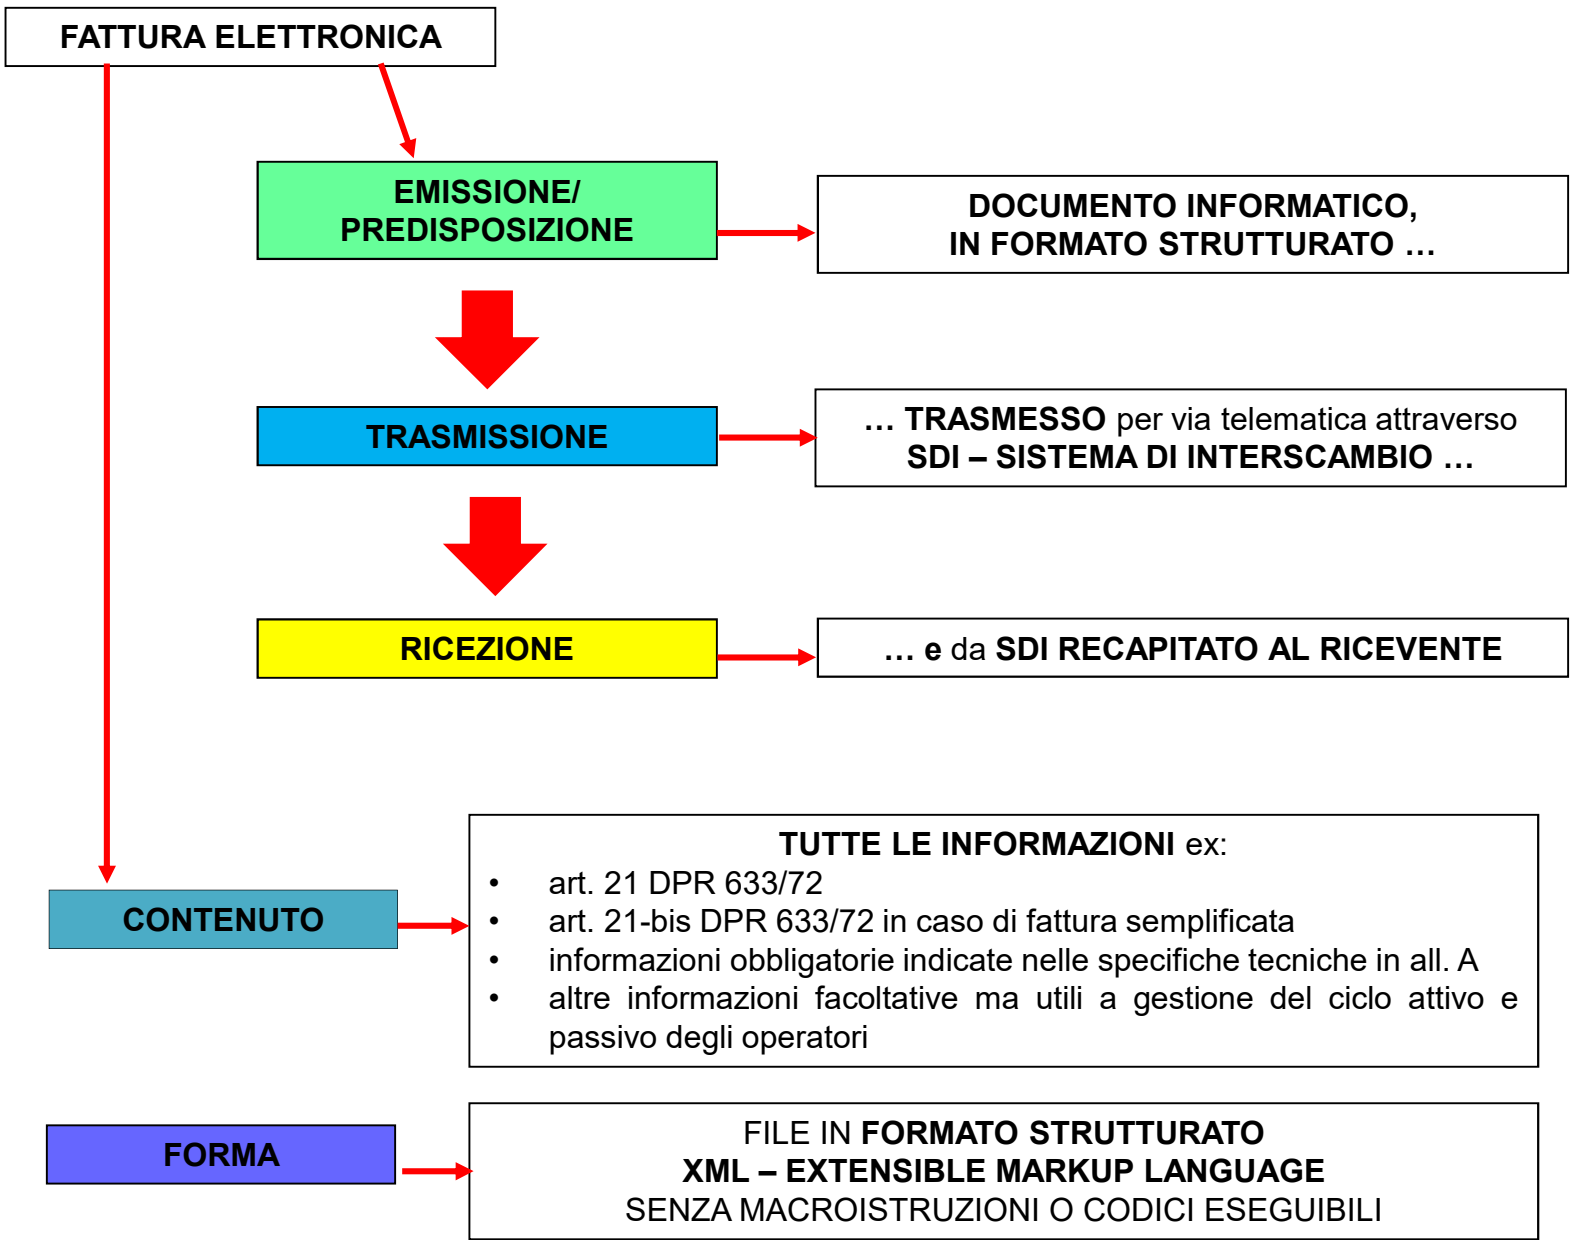 FATTURA ELETTRONICA
EMISSIONE/
PREDISPOSIZIONE
DOCUMENTO INFORMATICO,
IN FORMATO STRUTTURATO …
TRASMISSIONE
… TRASMESSO per via telematica attraverso
SDI – SISTEMA DI INTERSCAMBIO …
RICEZIONE
… e da SDI RECAPITATO AL RICEVENTE
CONTENUTO
TUTTE LE INFORMAZIONI ex:
• art. 21 DPR 633/72
• art. 21-bis DPR 633/72 in caso di fattura semplificata
• informazioni obbligatorie indicate nelle specifiche tecniche in all. A
• altre informazioni facoltative ma utili a gestione del ciclo attivo e
passivo degli operatori
FORMA
FILE IN FORMATO STRUTTURATO
XML – EXTENSIBLE MARKUP LANGUAGE
SENZA MACROISTRUZIONI O CODICI ESEGUIBILI